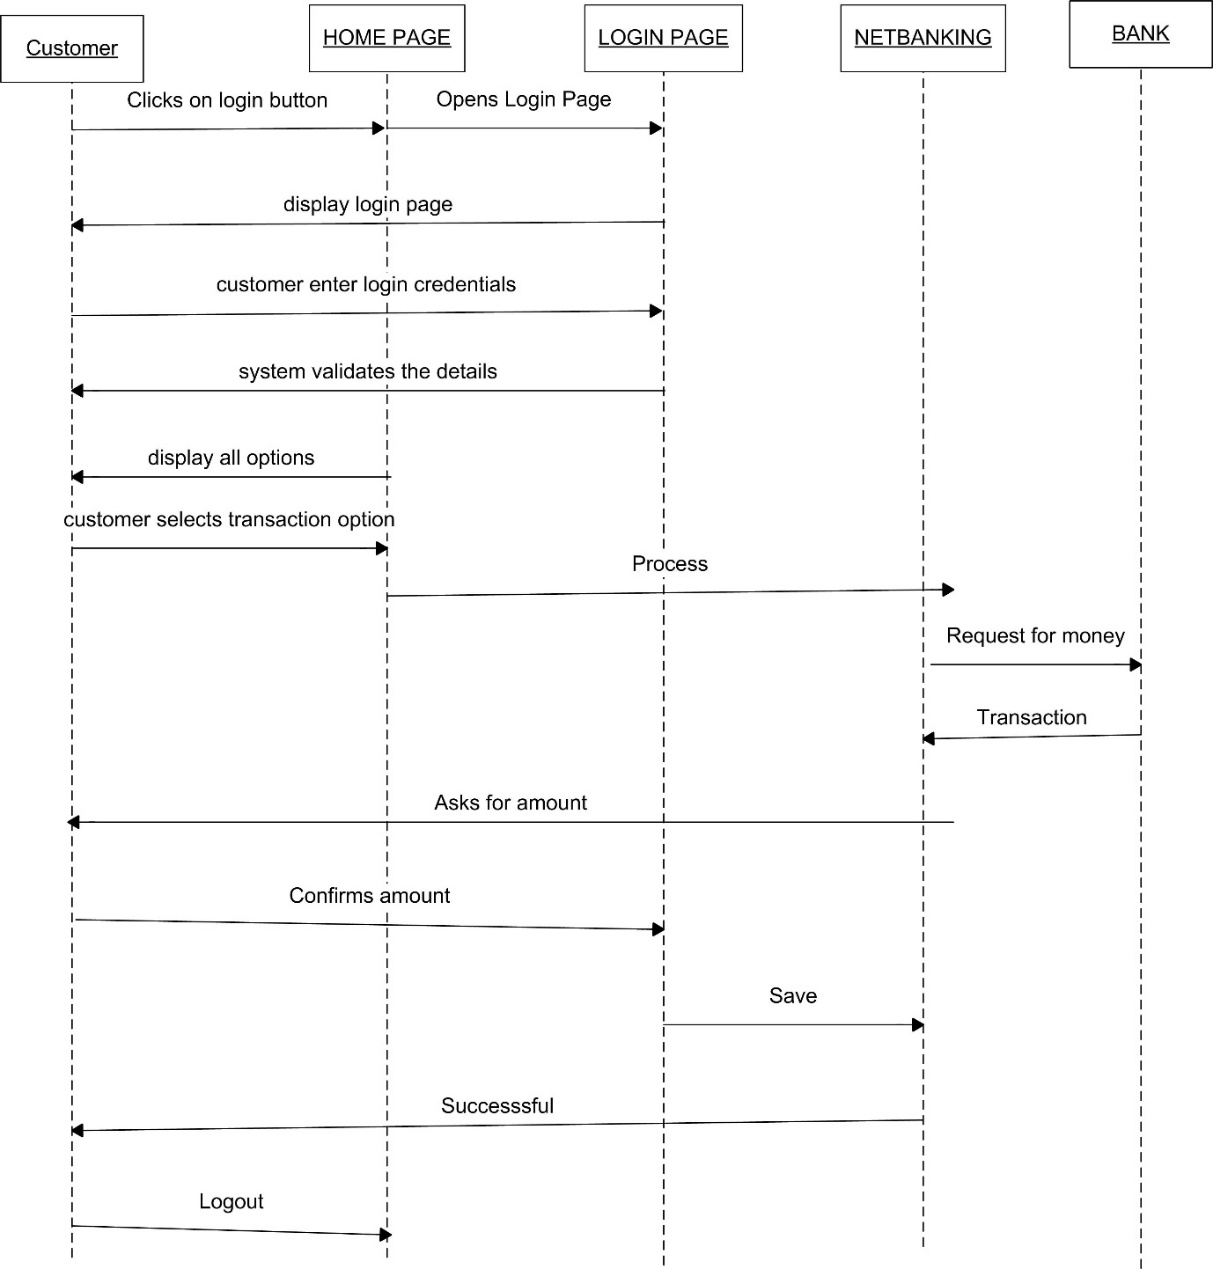 Customer
HOME PAGE
LOGIN PAGE
NETBANKING
BANK
Clicks on login button
Opens Login Page
display login page
customer enter login credentials
system validates the details
display all options
customer selects transaction option
Process
Request for money
Transaction
Asks for amount
Confirms amount
Save
Successsful
Logout